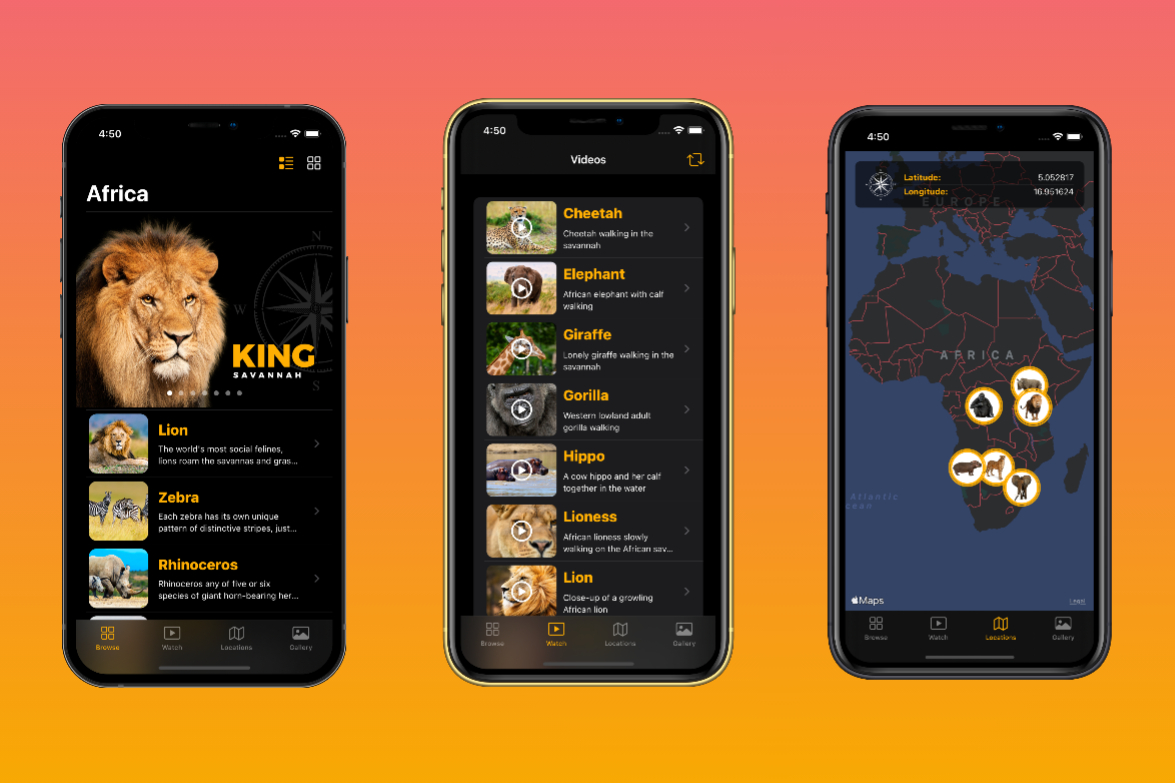 4:50
Africa
N
W
KING
SAVANNAH
S
Lion
The world's most social felines,
lions roam the savannas and gras...
Zebra
Each zebra has its own unique
pattern of distinctive stripes, just...
Rhinoceros
Rhinoceros any of five or six
species of giant horn-bearing her...
Browse
Watch
Locations
Gallery
4:50
Videos
Cheetah
Cheetah walking in the
savannah
Elephant
African elephant with calf
walking
Giraffe
Lonely giraffe walking in the
savannah
Gorilla
Western lowland adult
gorilla walking
Hippo
A cow hippo and her calf
together in the water
Lioness
African lioness slowly
walking on the African sav...
Lion
Close-up of a growling
African lion
Browse
Watch
Locations
Gallery
4:50
Latitude: 5.052817
Longitude: 16.951624
EUROPE
AFRICA
Atlantic
cean
Maps
Legal
Browse
Watch
Locations
Gallery